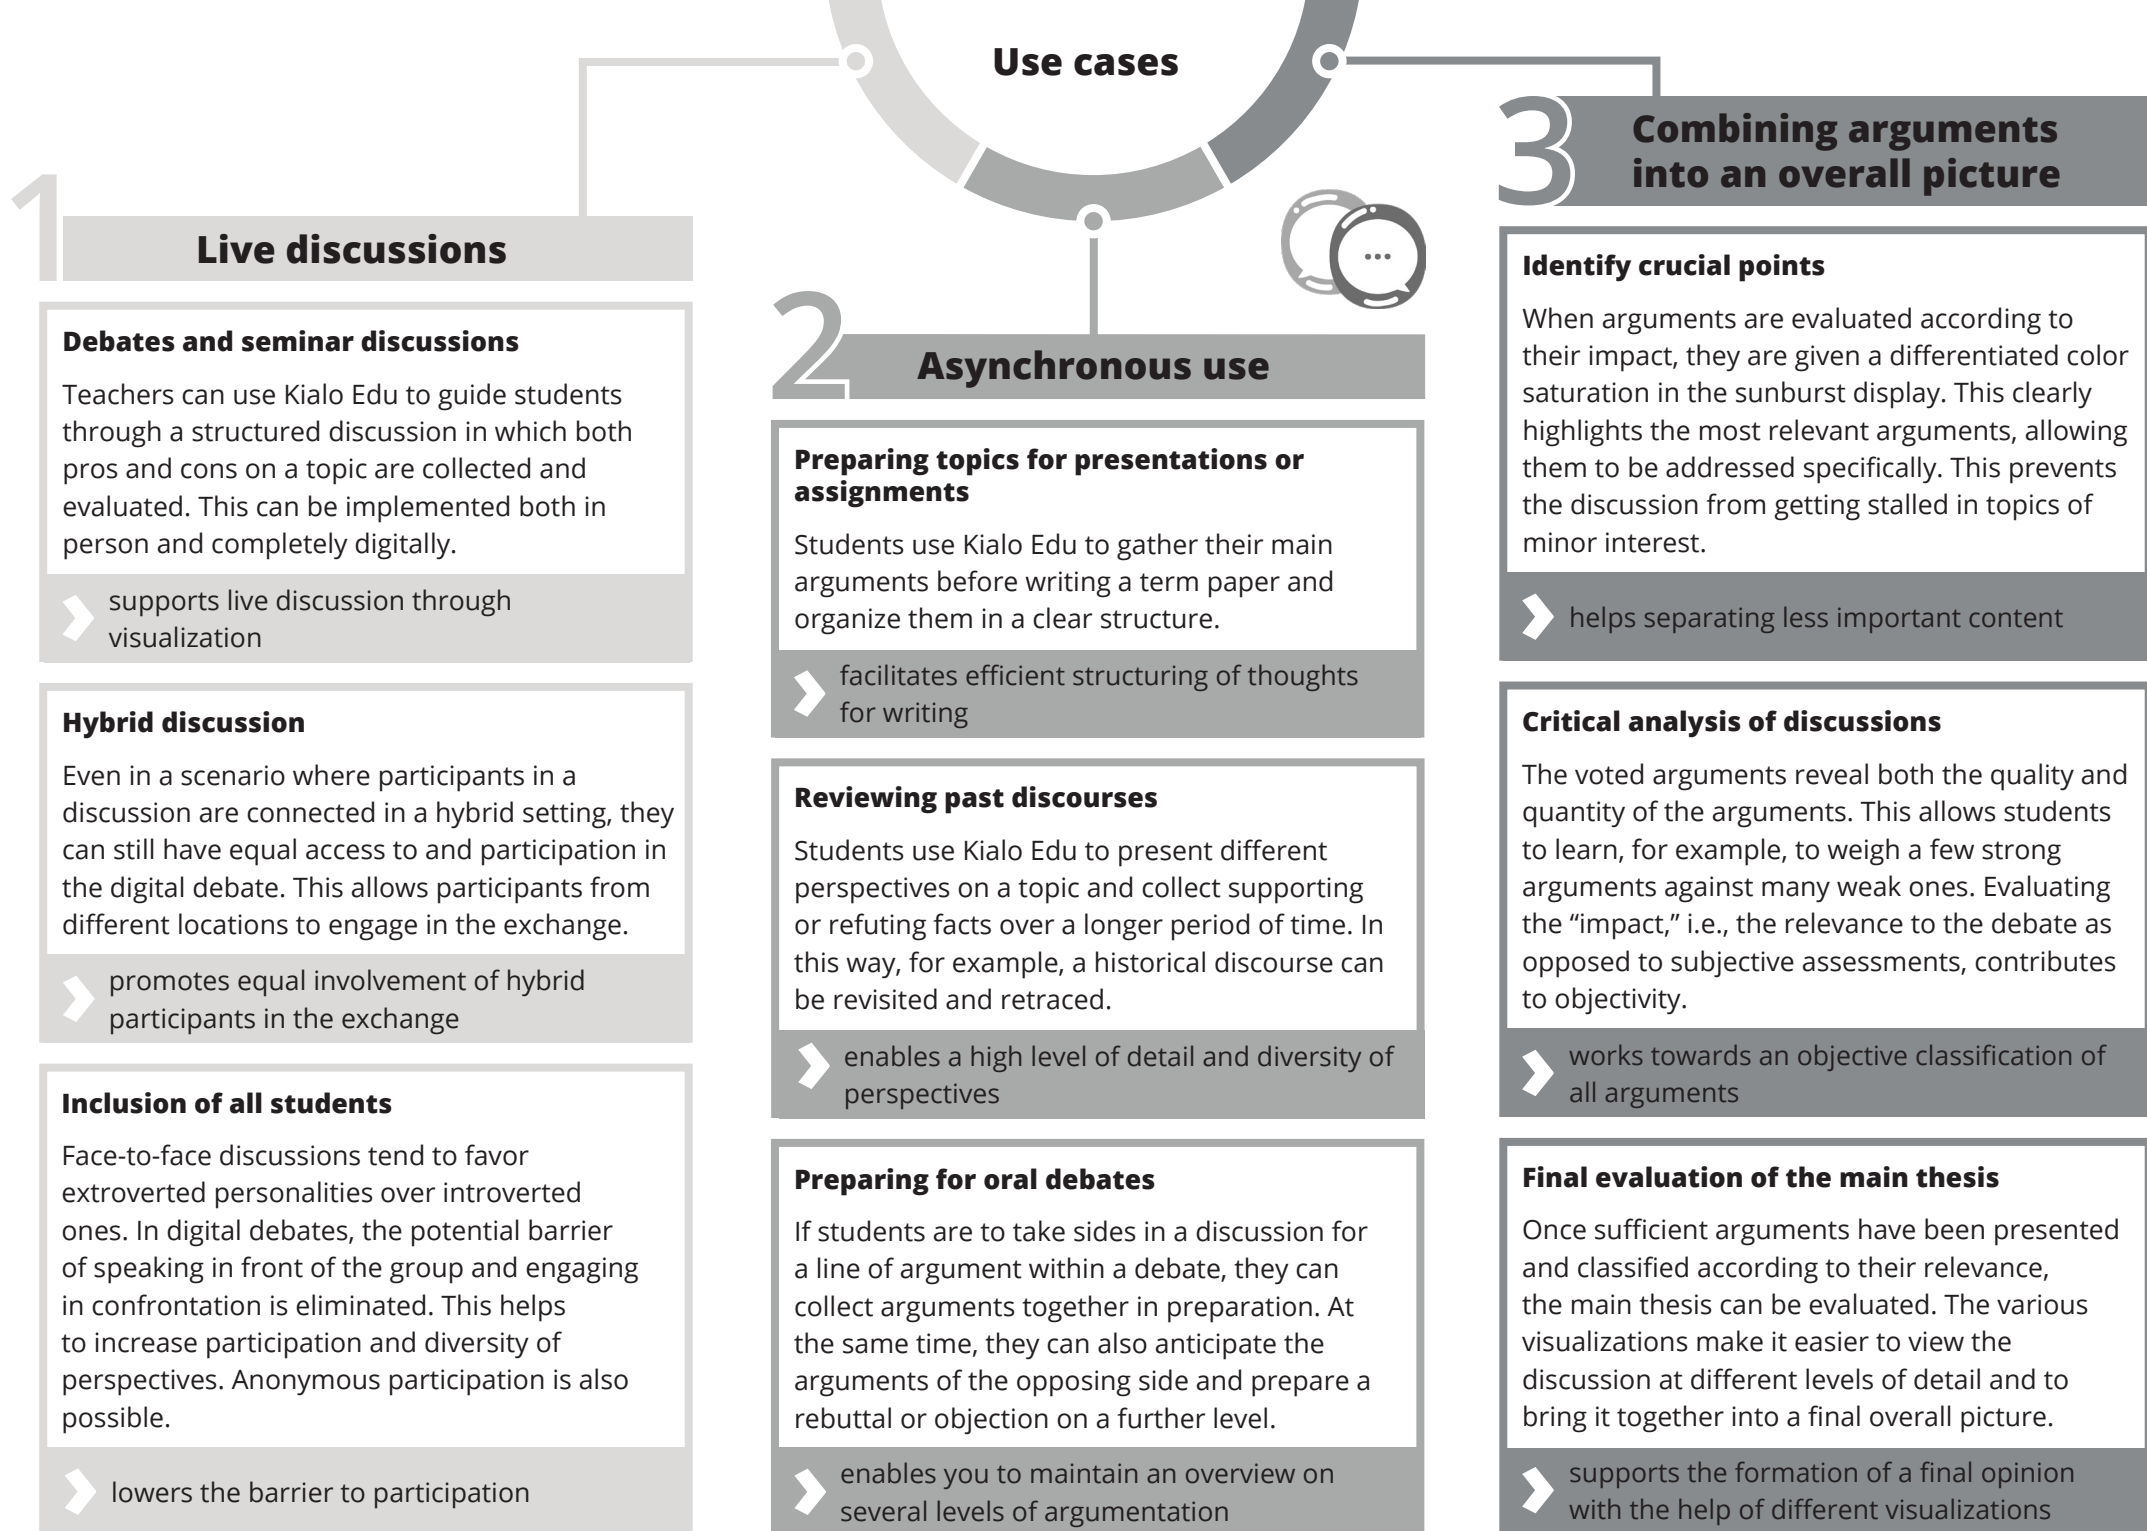 Use cases
1
Live discussions
Debates and seminar discussions
Teachers can use Kialo Edu to guide students
through a structured discussion in which both
pros and cons on a topic are collected and
evaluated. This can be implemented both in
person and completely digitally.
supports live discussion through
visualization
Hybrid discussion
Even in a scenario where participants in a
discussion are connected in a hybrid setting, they
can still have equal access to and participation in
the digital debate. This allows participants from
different locations to engage in the exchange.
promotes equal involvement of hybrid
participants in the exchange
Inclusion of all students
Face-to-face discussions tend to favor
extroverted personalities over introverted
ones. In digital debates, the potential barrier
of speaking in front of the group and engaging
in confrontation is eliminated. This helps
to increase participation and diversity of
perspectives. Anonymous participation is also
possible.
lowers the barrier to participation
2
Asynchronous use
Preparing topics for presentations or
assignments
Students use Kialo Edu to gather their main
arguments before writing a term paper and
organize them in a clear structure.
facilitates efficient structuring of thoughts
for writing
Reviewing past discourses
Students use Kialo Edu to present different
perspectives on a topic and collect supporting
or refuting facts over a longer period of time. In
this way, for example, a historical discourse can
be revisited and retraced.
enables a high level of detail and diversity of
perspectives
Preparing for oral debates
If students are to take sides in a discussion for
a line of argument within a debate, they can
collect arguments together in preparation. At
the same time, they can also anticipate the
arguments of the opposing side and prepare a
rebuttal or objection on a further level.
enables you to maintain an overview on
several levels of argumentation
3
Combining arguments
into an overall picture
Identify crucial points
When arguments are evaluated according to
their impact, they are given a differentiated color
saturation in the sunburst display. This clearly
highlights the most relevant arguments, allowing
them to be addressed specifically. This prevents
the discussion from getting stalled in topics of
minor interest.
helps separating less important content
Critical analysis of discussions
The voted arguments reveal both the quality and
quantity of the arguments. This allows students
to learn, for example, to weigh a few strong
arguments against many weak ones. Evaluating
the “impact,” i.e., the relevance to the debate as
opposed to subjective assessments, contributes
to objectivity.
works towards an objective classification of
all arguments
Final evaluation of the main thesis
Once sufficient arguments have been presented
and classified according to their relevance,
the main thesis can be evaluated. The various
visualizations make it easier to view the
discussion at different levels of detail and to
bring it together into a final overall picture.
supports the formation of a final opinion
with the help of different visualizations